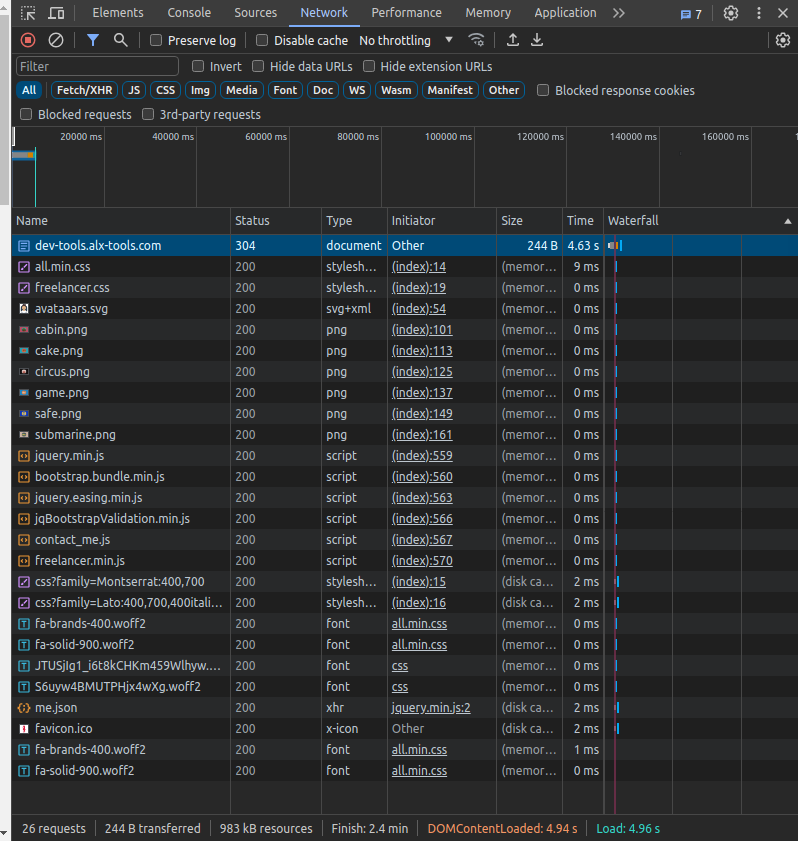 Elements Console Sources Network Performance Memory Application 7
Preserve log Disable cache No throttling
Filter Invert Hide data URLs Hide extension URLs
All Fetch/XHR JS CSS Img Media Font Doc WS Wasm Manifest Other Blocked response cookies
Blocked requests 3rd-party requests
20000 ms 40000 ms 60000 ms 80000 ms 100000 ms 120000 ms 140000 ms 160000 ms
Name Status Type Initiator Size Time Waterfall
dev-tools.alx-tools.com 304 document Other 244 B 4.63 s
all.min.css 200 stylesh... (index):14 (memor... 9 ms
freelancer.css 200 stylesh... (index):19 (memor... 0 ms
avataaars.svg 200 svg+xml (index):54 (memor... 0 ms
cabin.png 200 png (index):101 (memor... 0 ms
cake.png 200 png (index):113 (memor... 0 ms
circus.png 200 png (index):125 (memor... 0 ms
game.png 200 png (index):137 (memor... 0 ms
safe.png 200 png (index):149 (memor... 0 ms
submarine.png 200 png (index):161 (memor... 0 ms
jquery.min.js 200 script (index):559 (memor... 0 ms
bootstrap.bundle.min.js 200 script (index):560 (memor... 0 ms
jquery.easing.min.js 200 script (index):563 (memor... 0 ms
jqBootstrapValidation.min.js 200 script (index):566 (memor... 0 ms
contact_me.js 200 script (index):567 (memor... 0 ms
freelancer.min.js 200 script (index):570 (memor... 0 ms
css?family=Montserrat:400,700 200 stylesh... (index):15 (disk ca... 2 ms
css?family=Lato:400,700,400itali... 200 stylesh... (index):16 (disk ca... 2 ms
fa-brands-400.woff2 200 font all.min.css (memor... 0 ms
fa-solid-900.woff2 200 font all.min.css (memor... 0 ms
JTUSjIg1_i6t8kCHKm459Wlhyw.... 200 font css (memor... 0 ms
S6uyw4BMUTPHjx4wXg.woff2 200 font css (memor... 0 ms
me.json 200 xhr jquery.min.js:2 (disk ca... 2 ms
favicon.ico 200 x-icon Other (disk ca... 2 ms
fa-brands-400.woff2 200 font all.min.css (memor... 1 ms
fa-solid-900.woff2 200 font all.min.css (memor... 0 ms
26 requests 244 B transferred 983 kB resources Finish: 2.4 min DOMContentLoaded: 4.94 s Load: 4.96 s